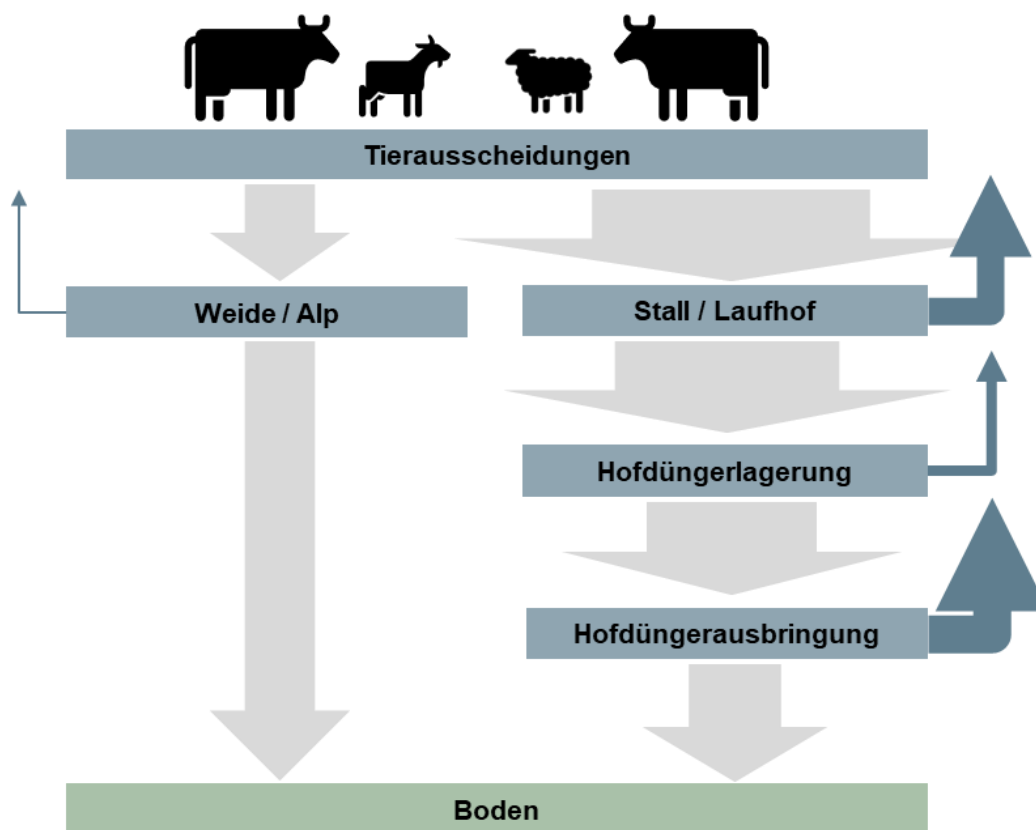 Tierausscheidungen
Weide / Alp
Stall / Laufhof
Hofdüngerlagerung
Hofdüngerausbringung
Boden